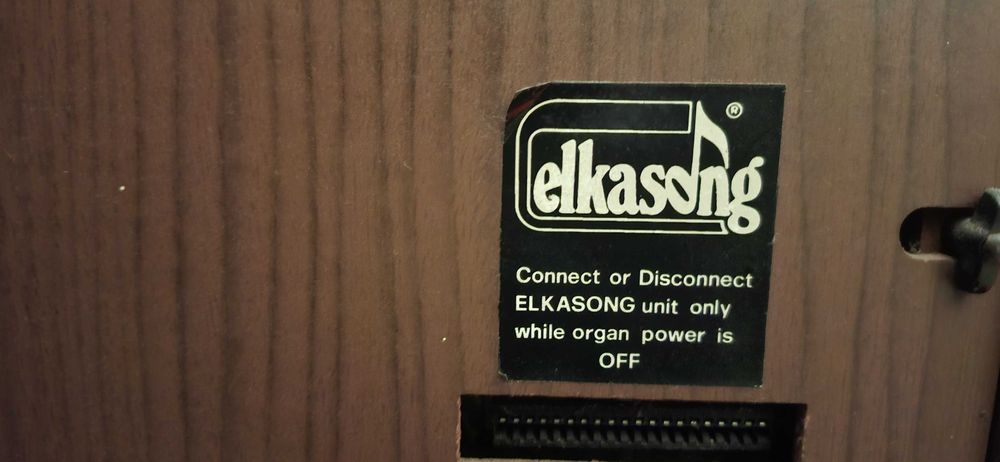 elkasong ®
Connect or Disconnect
ELKASONG unit only
while organ power is
OFF